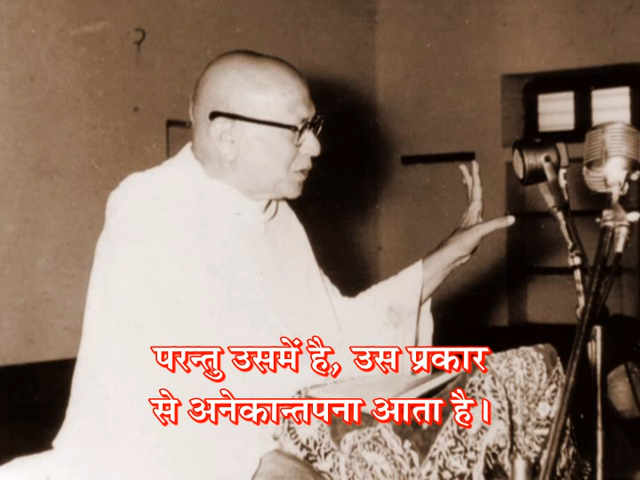 परन्तु उसमें है, उस प्रकार
से अनेकान्तपना आता है।